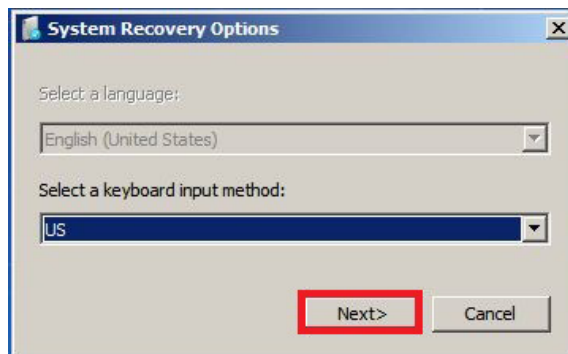 System Recovery Options
Select a language:
English (United States)
Select a keyboard input method:
US
Next>
Cancel